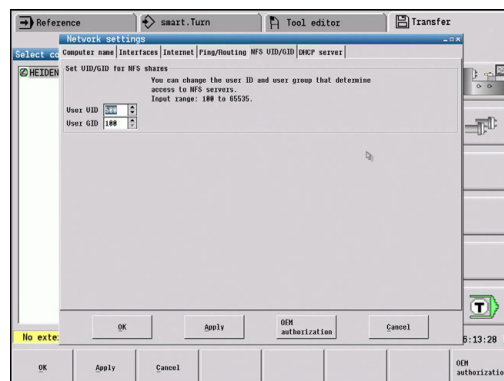 Reference
smart.Turn
Tool editor
Transfer
Network settings
Select co
Computer name Interfaces Internet Ping/Routing NFS UID/GID DHCP server
HEIDEN
Set UID/GID for NFS shares
You can change the user ID and user group that determine
access to NFS servers.
Input range: 100 to 65535.
User UID 500
User GID 100
T
OK
Apply
OEM
authorization
Cancel
No exte
6:13:28
OK
Apply
Cancel
OEM
authorizatio